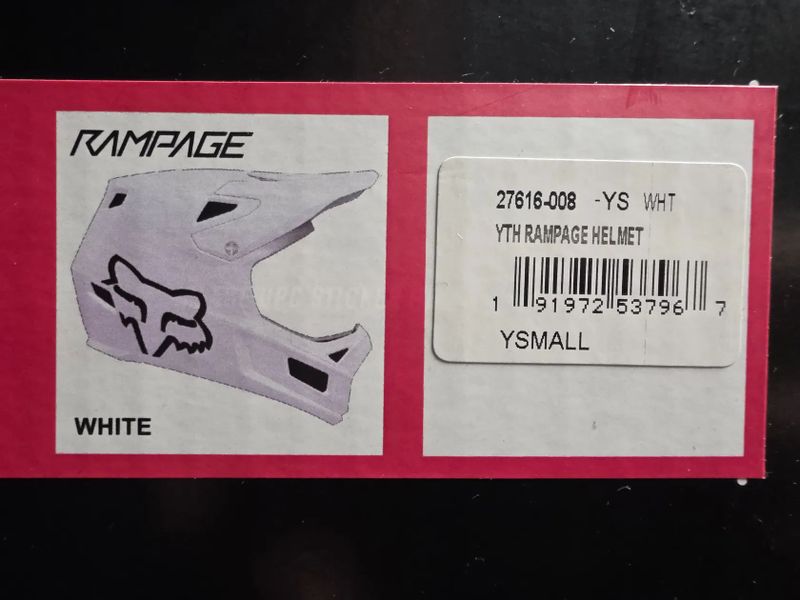 RAMPAGE
WHITE
27616-008 -YS WHT
YTH RAMPAGE HELMET
1 91972 53796 7
YSMALL